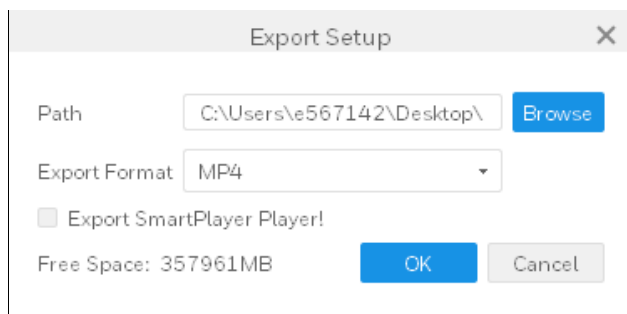 Export Setup
Path C:\Users\e567142\Desktop\ Browse
Export Format MP4
Export SmartPlayer Player!
Free Space: 357961MB OK Cancel